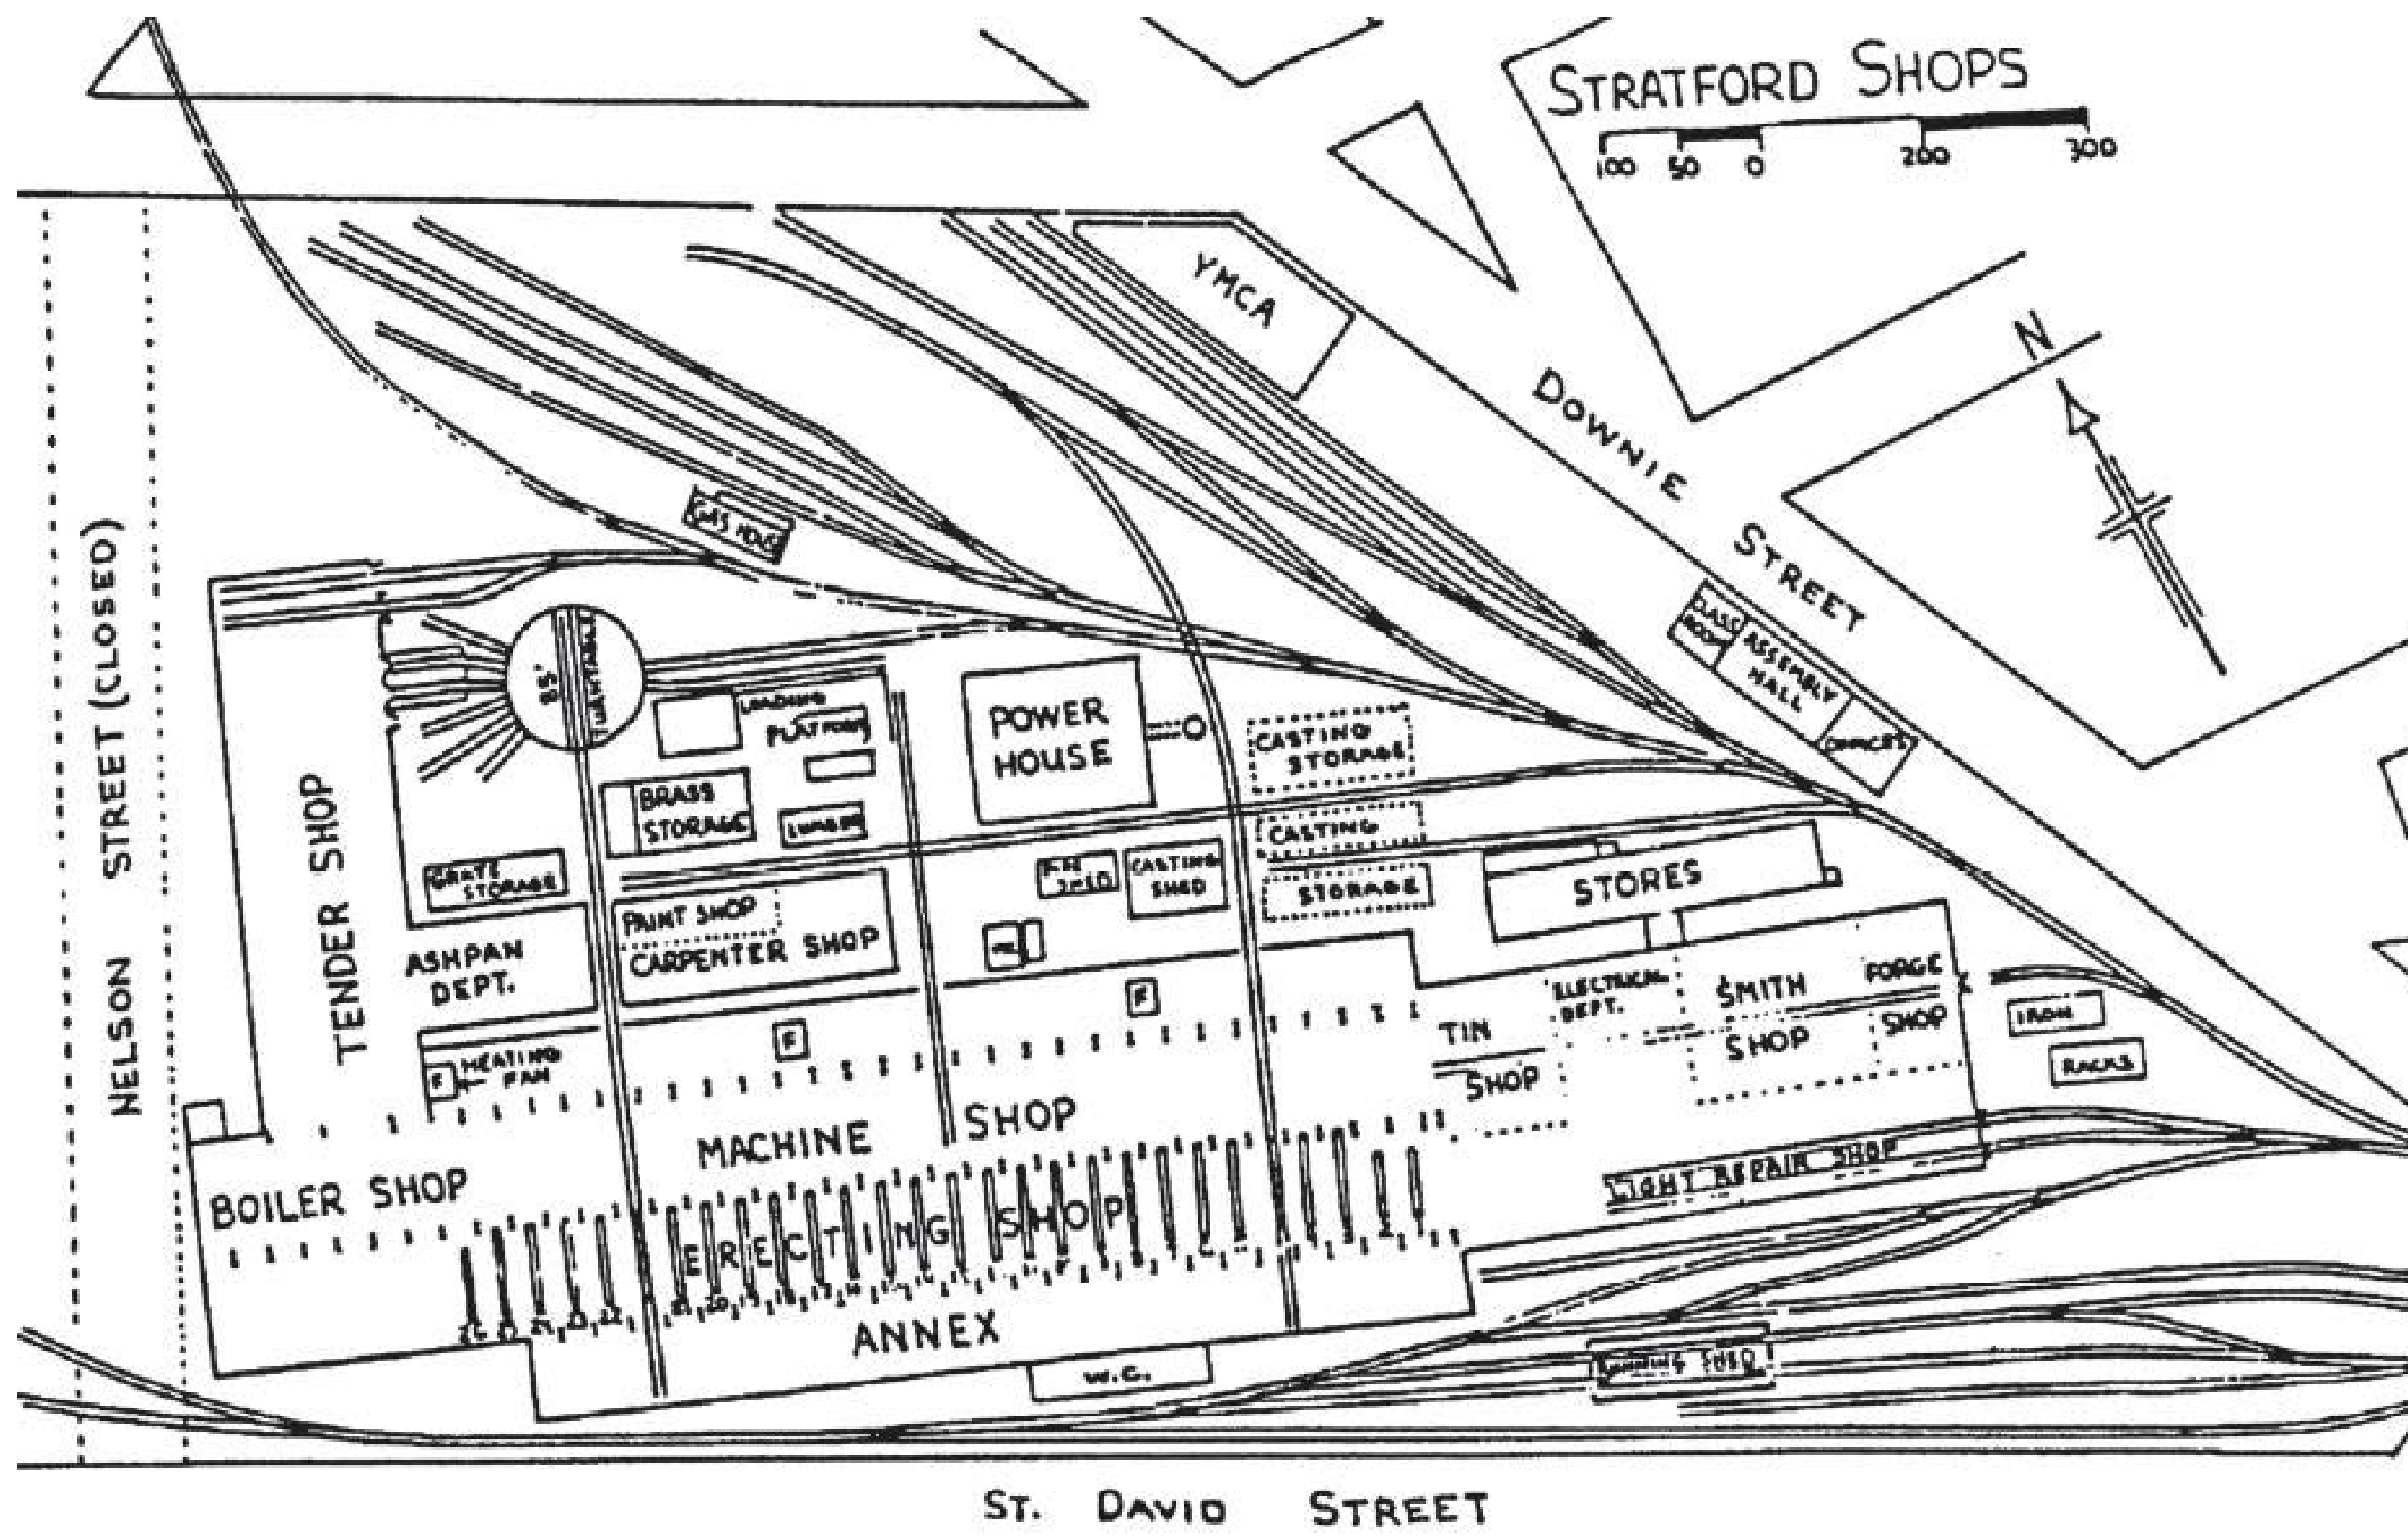 STRATFORD SHOPS
100 50 0 200 300
N
YMCA
DOWNIE STREET
NELSON STREET (CLOSED)
GAS HOUSE
CLASS
ROOM
ASSEMBLY
HALL
OFFICES
85'
TURNTABLE
LOADING
PLATFORM
POWER
HOUSE
CASTING
STORAGE
BRASS
STORAGE
LUMBER
CASTING
STORAGE
CASTING
SHED
SHED
STORES
TENDER SHOP
GRATE
STORAGE
PAINT SHOP
CARPENTER SHOP
ASHPAN
DEPT.
F
F
F
HEATING
FAN
TIN
SHOP
ELECTRICAL
DEPT.
SMITH
SHOP
FORGE
SHOP
IRON
RACKS
MACHINE SHOP
BOILER SHOP
ERECTING SHOP
LIGHT REPAIR SHOP
ANNEX
W.C.
SHED
ST. DAVID STREET